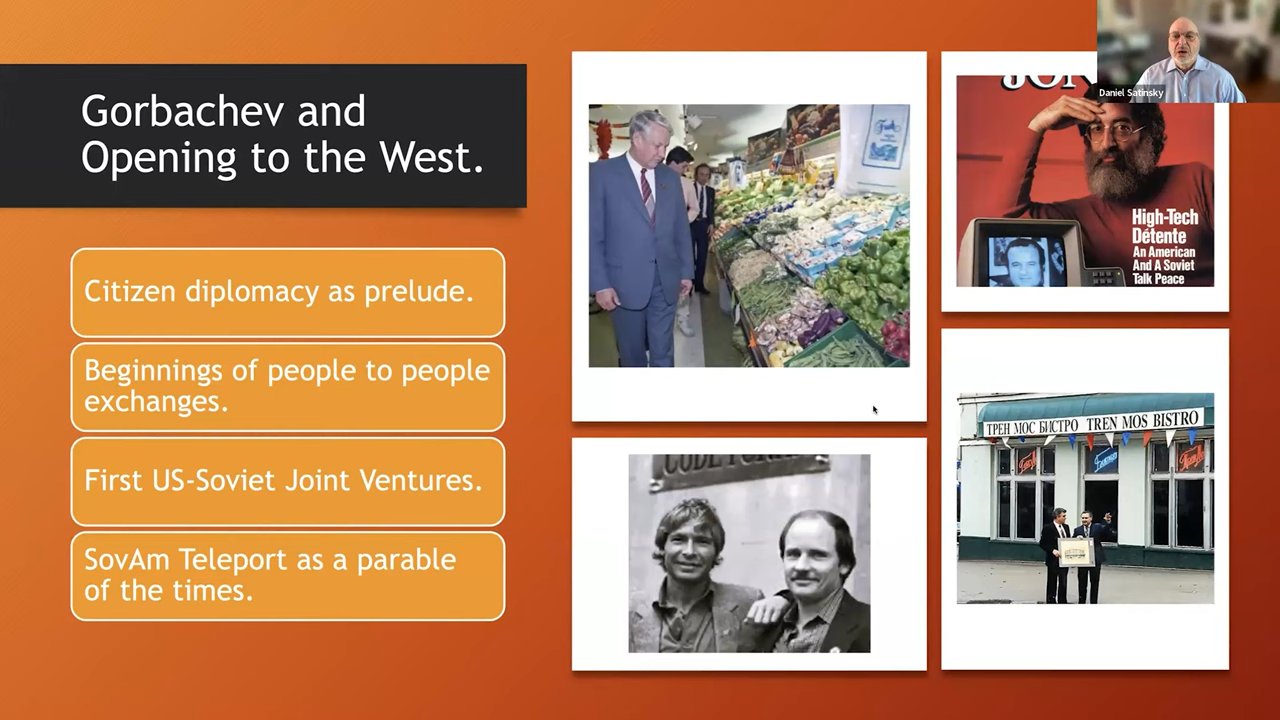 Gorbachev and
Opening to the West.
Citizen diplomacy as prelude.
Beginnings of people to people
exchanges.
First US-Soviet Joint Ventures.
SovAm Teleport as a parable
of the times.
Daniel Satinsky
High-Tech
Détente
An American
And A Soviet
Talk Peace
ТРЕН МОС БИСТРО TREN MOS BISTRO